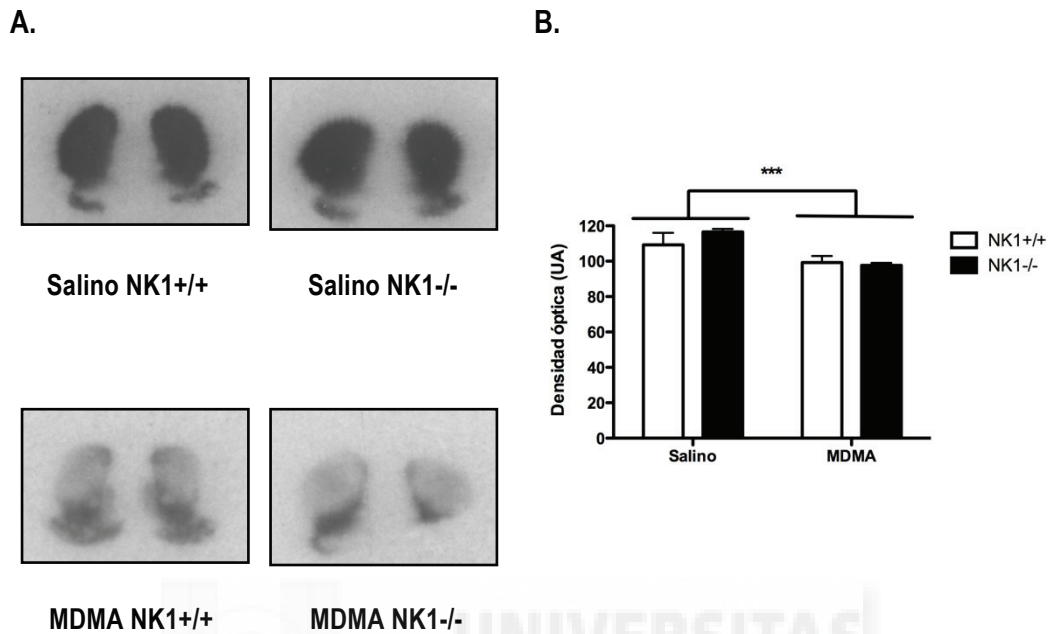 A.
B.
Salino NK1+/+
Salino NK1-/-
MDMA NK1+/+
MDMA NK1-/-
***
Densidad óptica (UA)
120
100
80
60
40
20
0
Salino
MDMA
NK1+/+
NK1-/-
UNIVERSITAS